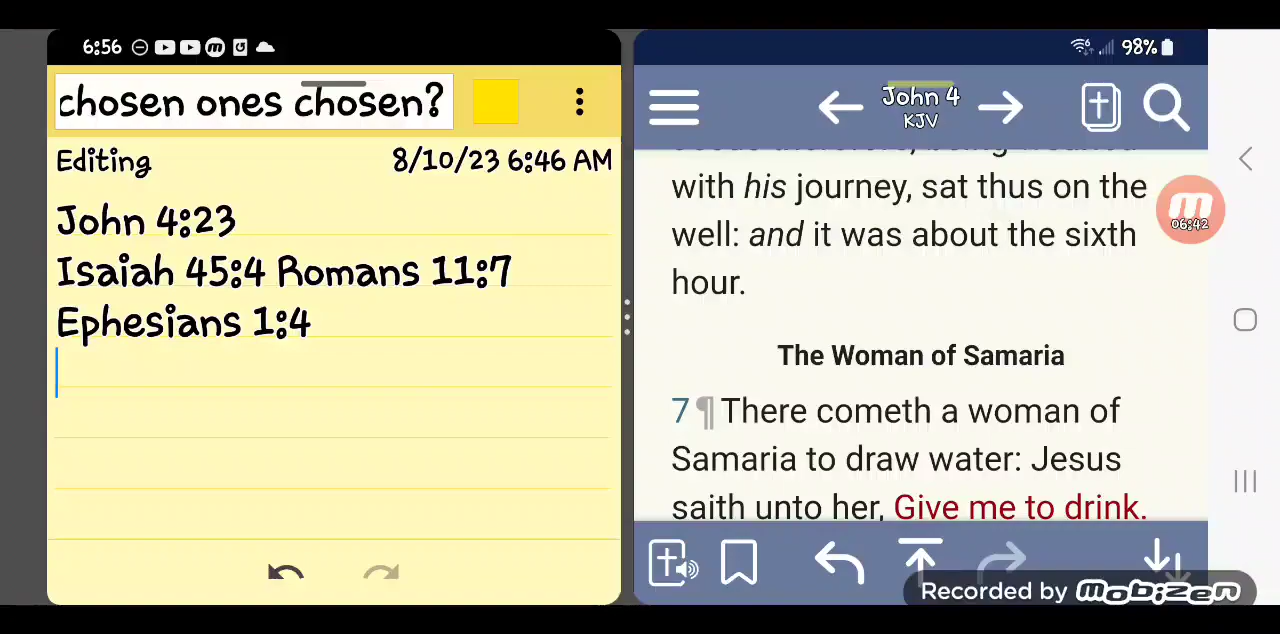 6:56
98%
chosen ones chosen?
Editing 8/10/23 6:46 AM
John 4:23
Isaiah 45:4 Romans 11:7
Ephesians 1:4
John 4
KJV
with his journey, sat thus on the
well: and it was about the sixth
hour.
The Woman of Samaria
7 ¶ There cometh a woman of
Samaria to draw water: Jesus
saith unto her, Give me to drink.
06:42
Recorded by mobizen